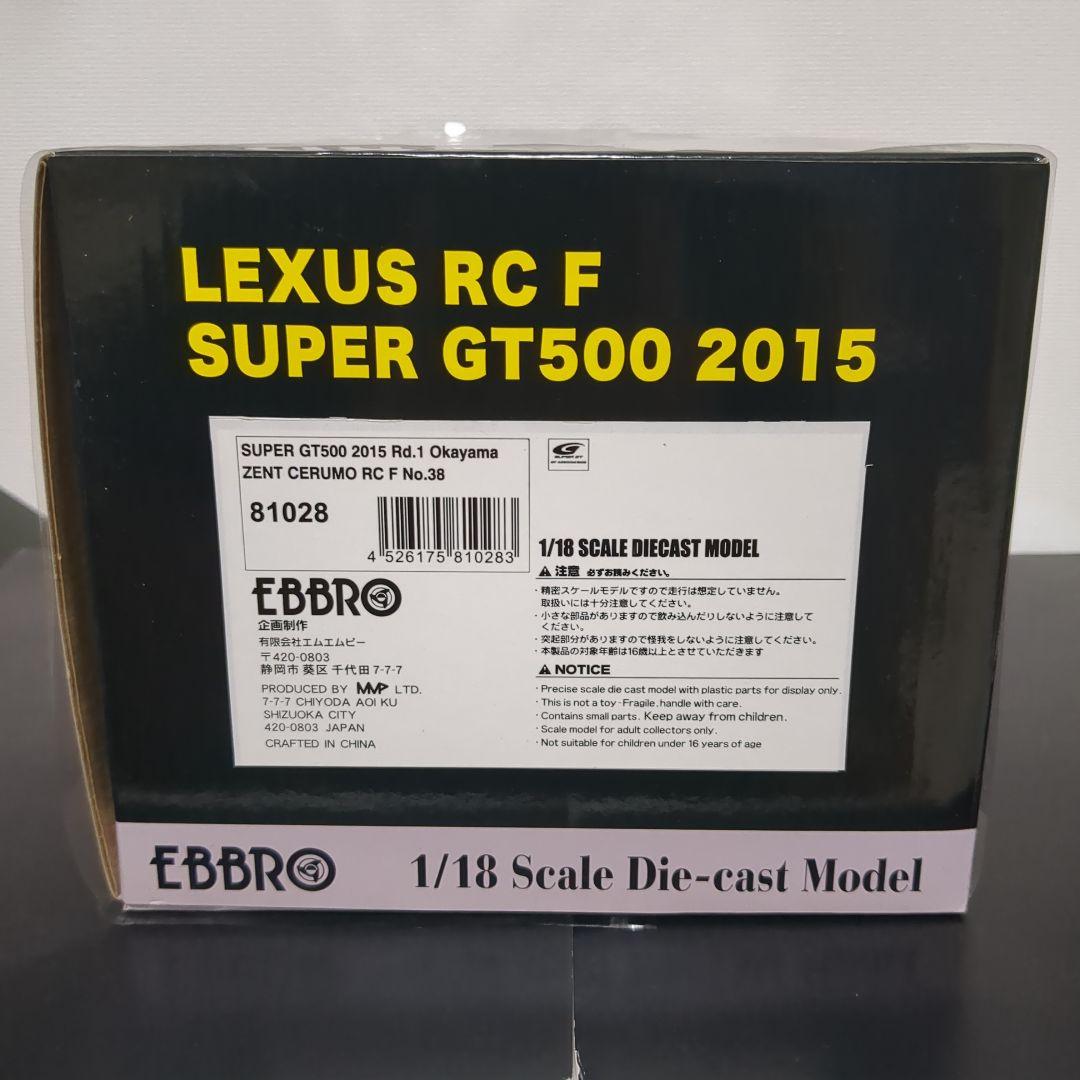 LEXUS RC F
SUPER GT500 2015
SUPER GT500 2015 Rd.1 Okayama
ZENT CERUMO RC F No.38
81028
4 526175 810283
EBBRO
企画制作
有限会社エムエムピー
〒420-0803
静岡市 葵区 千代田 7-7-7
PRODUCED BY MMP LTD.
7-7-7 CHIYODA AOI KU
SHIZUOKA CITY
420-0803 JAPAN
CRAFTED IN CHINA
SUPER GT
1/18 SCALE DIECAST MODEL
注意 必ずお読みください。
・精密スケールモデルですので走行は想定していません。
取扱いには十分注意してください。
・小さな部品がありますので飲み込んだりしないように注意して
ください。
・突起部分がありますので怪我をしないように注意してください。
・本製品の対象年齢は16歳以上とさせていただきます
NOTICE
・Precise scale die cast model with plastic parts for display only.
・This is not a toy・Fragile, handle with care.
・Contains small parts. Keep away from children.
・Scale model for adult collectors only.
・Not suitable for children under 16 years of age
EBBRO 1/18 Scale Die-cast Model